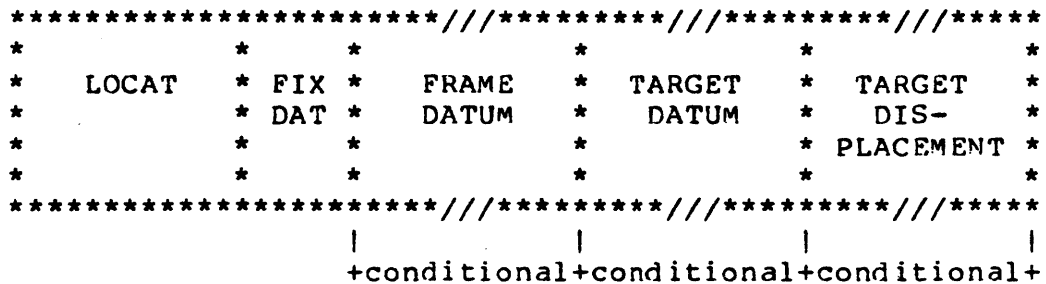 ***********************///*********///*********///*****
* * * * * *
* LOCAT * FIX * FRAME * TARGET * TARGET *
* * DAT * DATUM * DATUM * DIS- *
* * * * * PLACEMENT *
* * * * * *
***********************///*********///*********///*****
| | | |
+conditional+conditional+conditional+